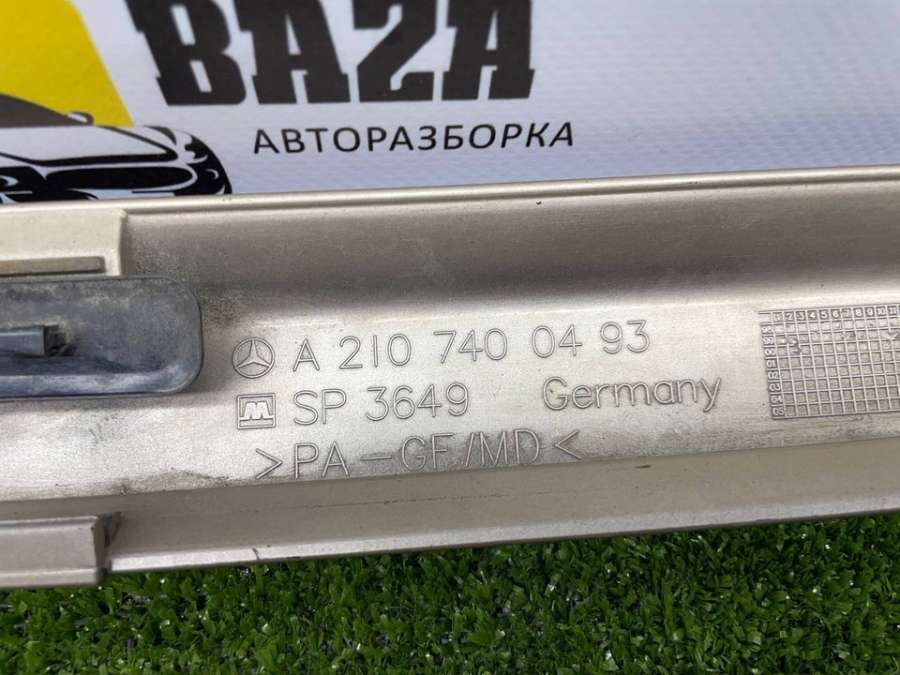 BAZA
АВТОРАЗБОРКА
A 210 740 04 93
SP 3649 Germany
>PA-GF/MD<